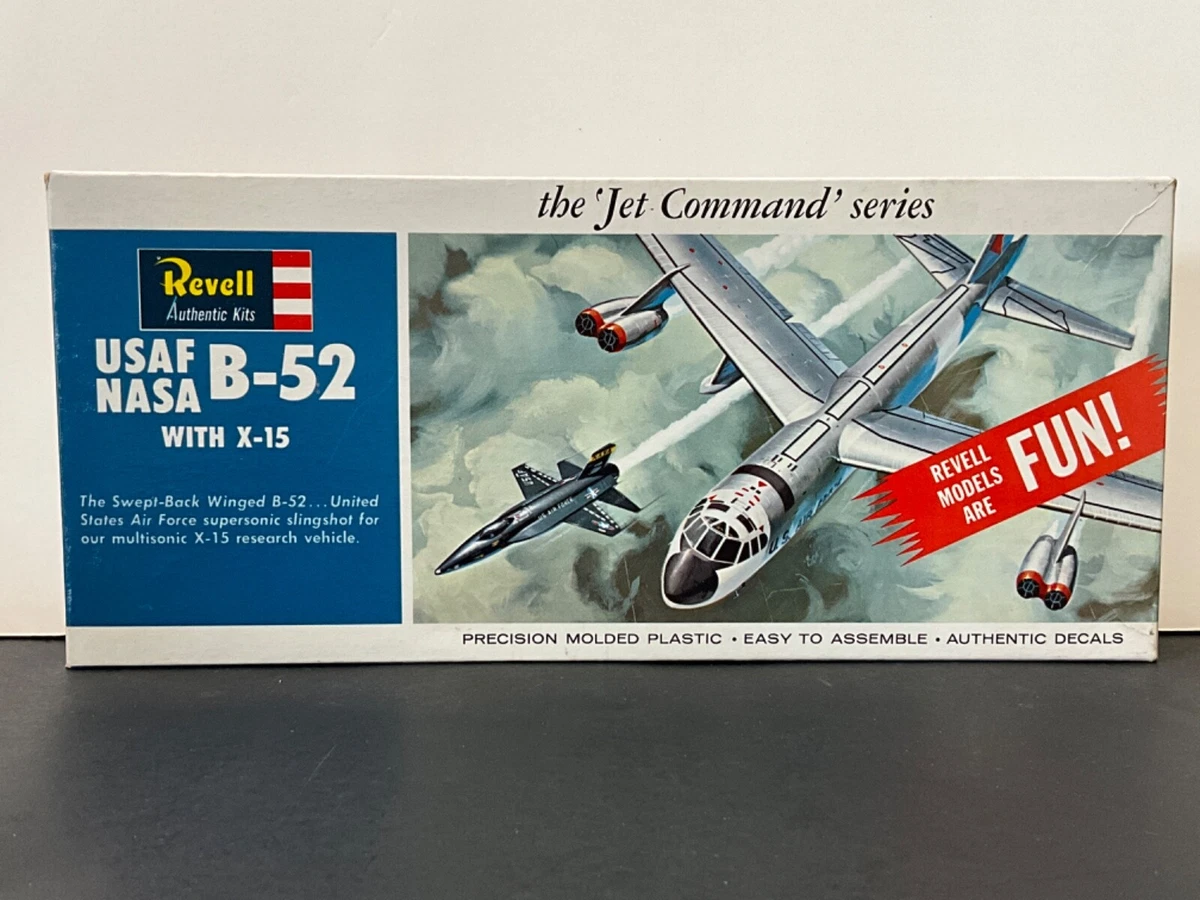 the 'Jet Command' series
Revell
Authentic Kits
USAF
NASA
B-52
WITH X-15
The Swept-Back Winged B-52...United
States Air Force supersonic slingshot for
our multisonic X-15 research vehicle.
REVELL
MODELS
ARE
FUN!
U.S. AIR FORCE
PRECISION MOLDED PLASTIC • EASY TO ASSEMBLE • AUTHENTIC DECALS